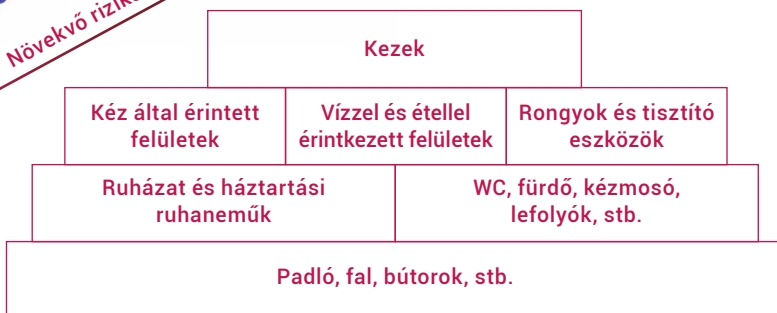 Növekvő
Kezek
Kéz által érintett
felületek
Vízzel és étellel
érintkezett felületek
Rongyok és tisztító
eszközök
Ruházat és háztartási
ruhaneműk
WC, fürdő, kézmosó,
lefolyók, stb.
Padló, fal, bútorok, stb.